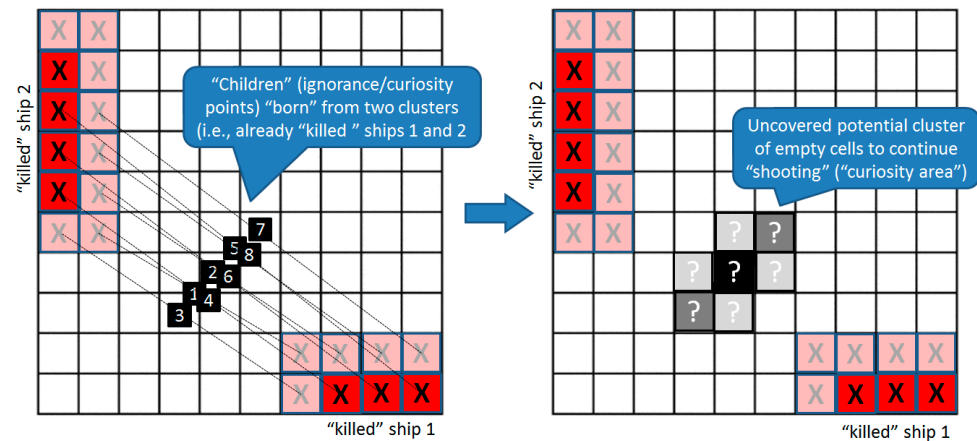 “killed” ship 2
X X
X X
X X
X X
X X
X X
“Children” (ignorance/curiosity
points) “born” from two clusters
(i.e., already “killed ” ships 1 and 2
7
5
8
2
6
1
4
3
X X X X
X X X X
“killed” ship 1
“killed” ship 2
X X
X X
X X
X X
X X
X X
Uncovered potential cluster
of empty cells to continue
“shooting” (“curiosity area”)
? ?
? ? ?
? ?
X X X X
X X X X
“killed” ship 1